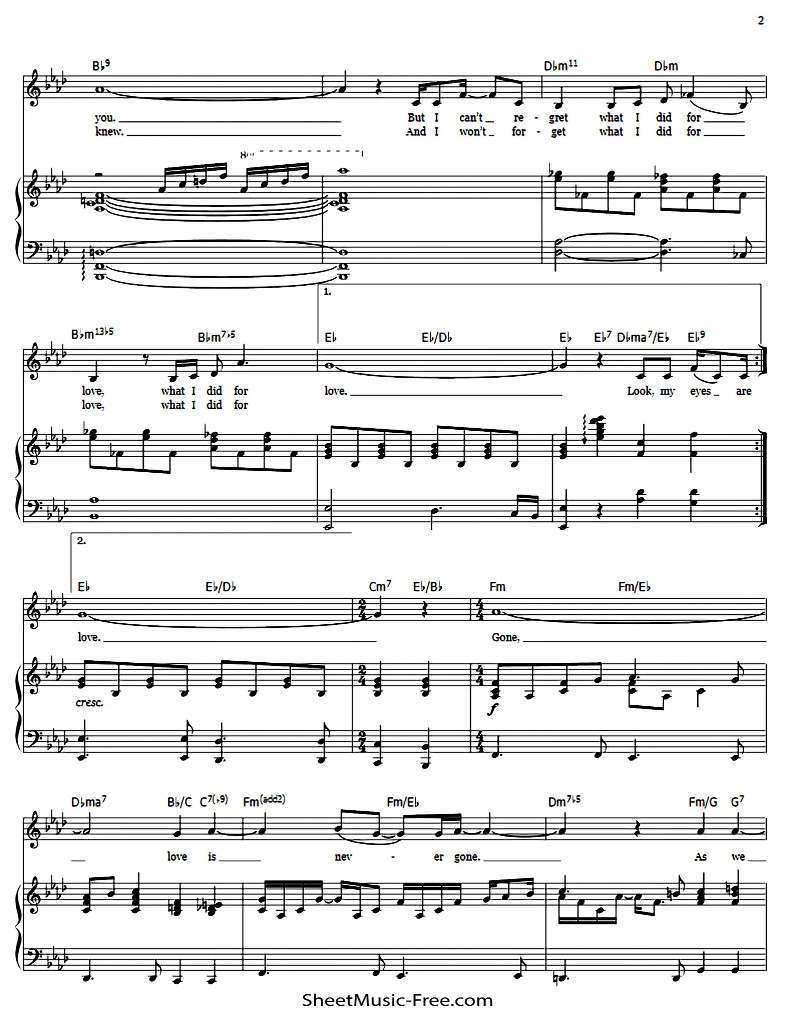 2
B♭9 D♭m11 D♭m
you. But I can't re - gret what I did for
knew. And I won't for - get what I did for
8va
1.
B♭m13♭5 B♭m7♭5 E♭ E♭/D♭ E♭ E♭7 D♭ma7/E♭ E♭9
love, what I did for love. Look, my eyes are
love, what I did for
2.
E♭ E♭/D♭ Cm7 E♭/B♭ Fm Fm/E♭
love. Gone,
cresc. f
D♭ma7 B♭/C C7(♭9) Fm(add2) Fm/E♭ Dm7♭5 Fm/G G7
love is nev - er gone. As we
SheetMusic-Free.com